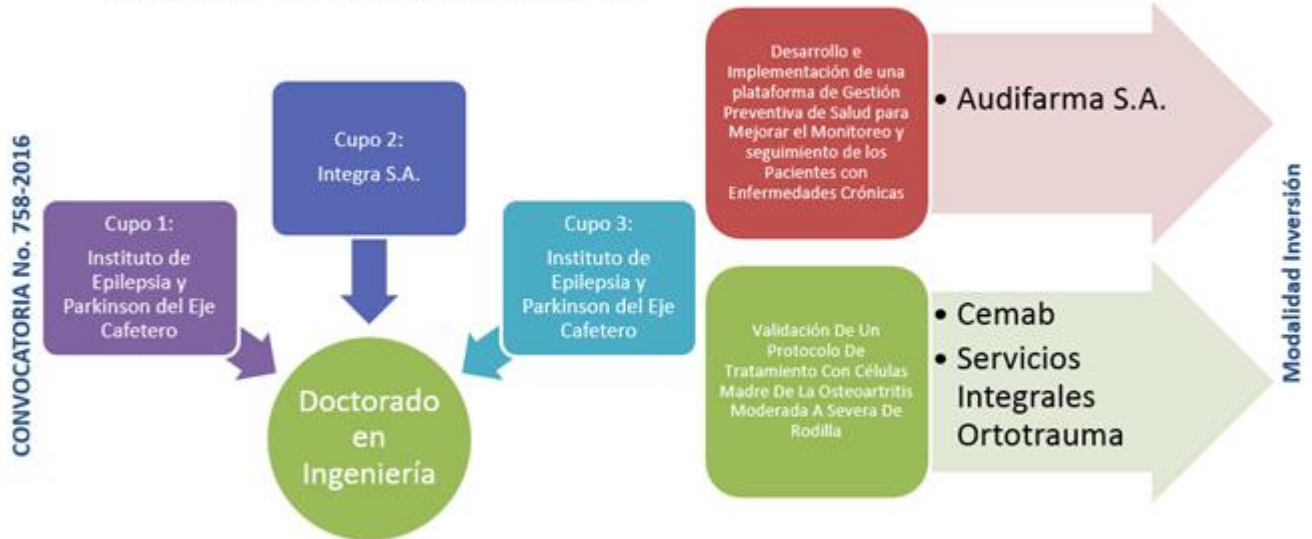 CONVOCATORIA No. 758-2016
Cupo 1:
Instituto de
Epilepsia y
Parkinson del Eje
Cafetero
Cupo 2:
Integra S.A.
Cupo 3:
Instituto de
Epilepsia y
Parkinson del Eje
Cafetero
Doctorado
en
Ingeniería
Desarrollo e
Implementación de una
plataforma de Gestión
Preventiva de Salud para
Mejorar el Monitoreo y
seguimiento de los
Pacientes con
Enfermedades Crónicas
• Audifarma S.A.
Validación De Un
Protocolo De
Tratamiento Con Células
Madre De La Osteoartritis
Moderada A Severa De
Rodilla
• Cemab
• Servicios
Integrales
Ortotrauma
Modalidad Inversión